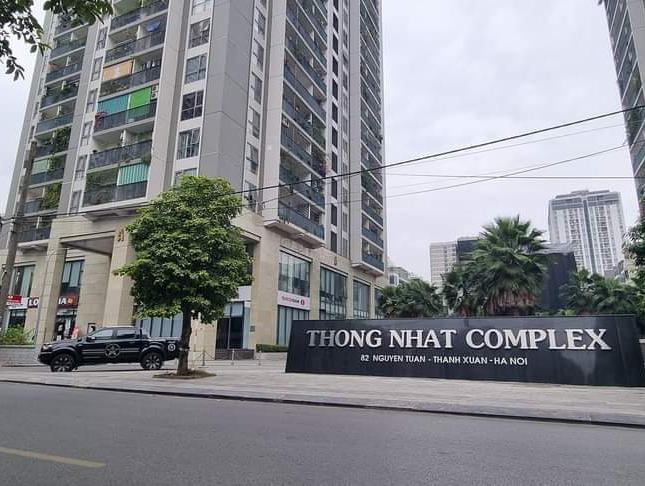 THONG NHAT COMPLEX
82 NGUYEN TUAN - THANH XUAN - HA NOI
A